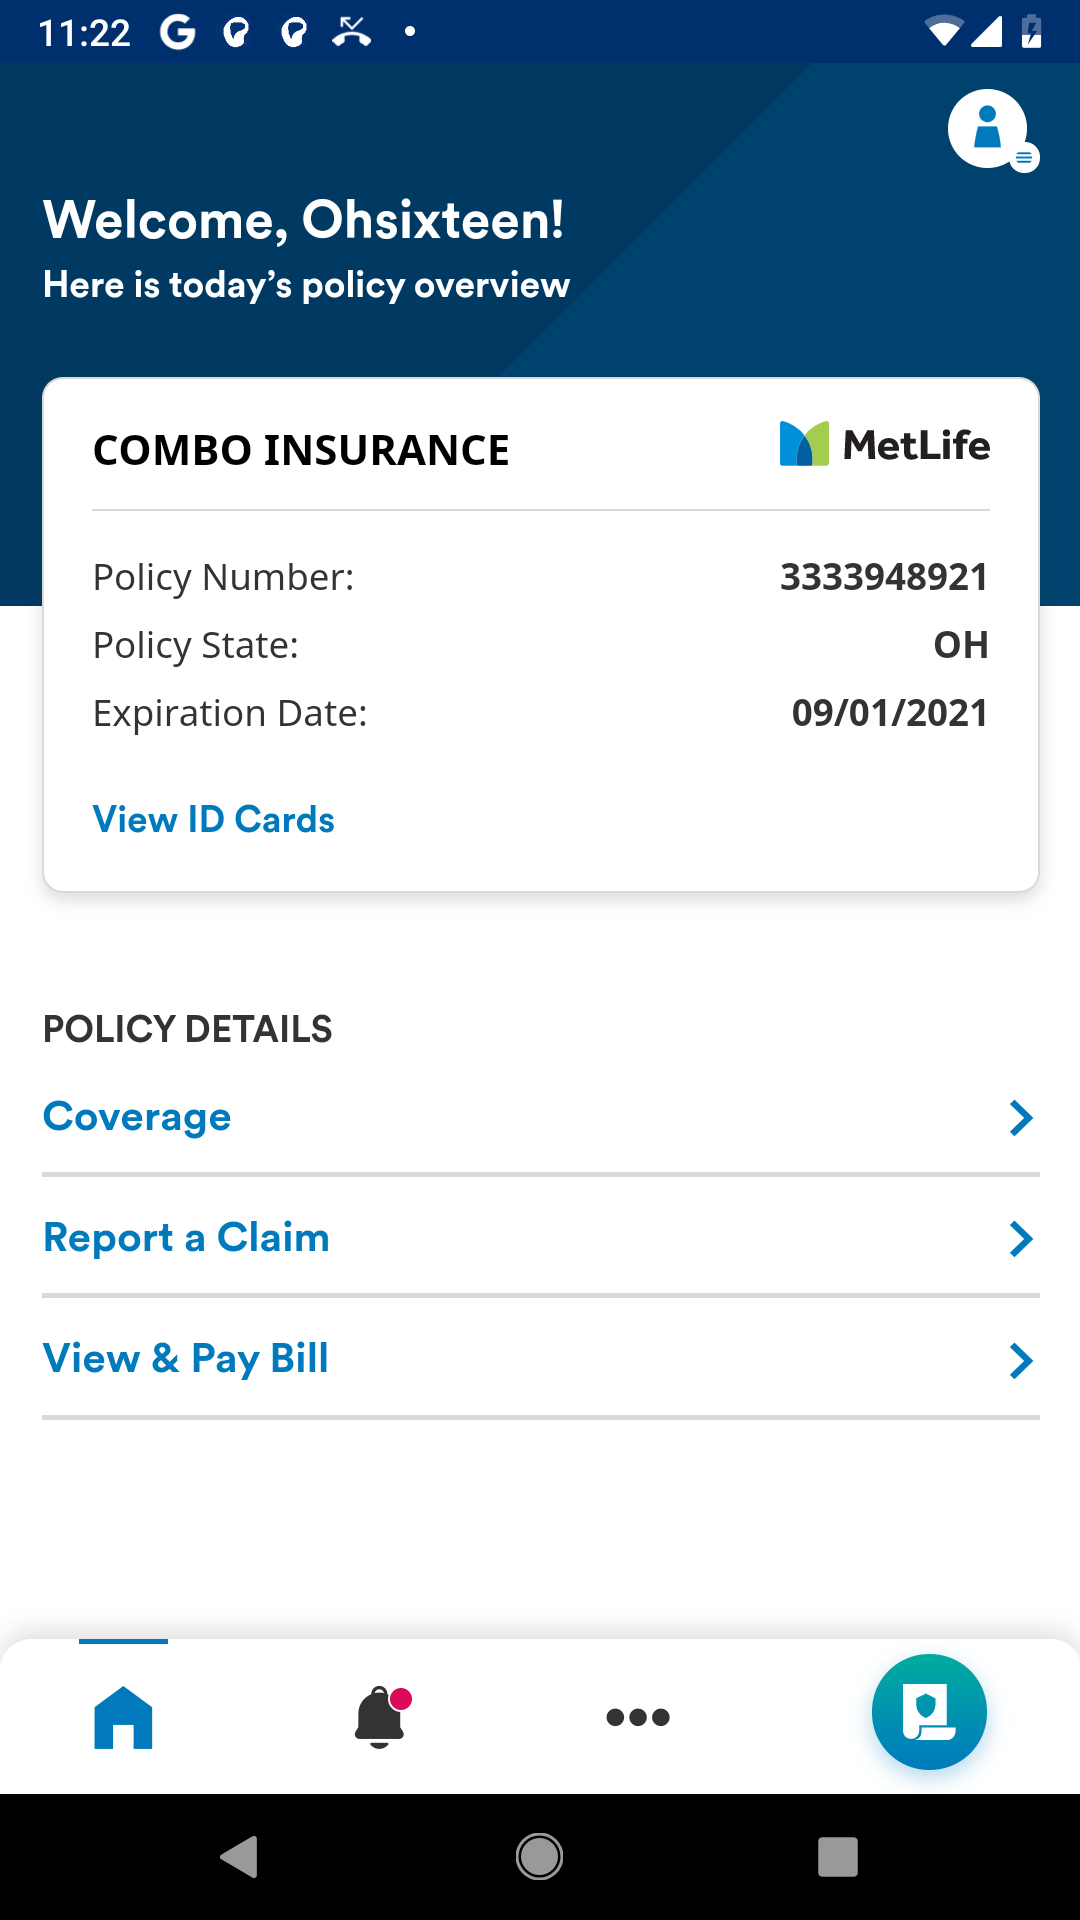 11:22
Welcome, Ohsixteen!
Here is today’s policy overview
COMBO INSURANCE
MetLife
Policy Number: 3333948921
Policy State: OH
Expiration Date: 09/01/2021
View ID Cards
POLICY DETAILS
Coverage
Report a Claim
View & Pay Bill